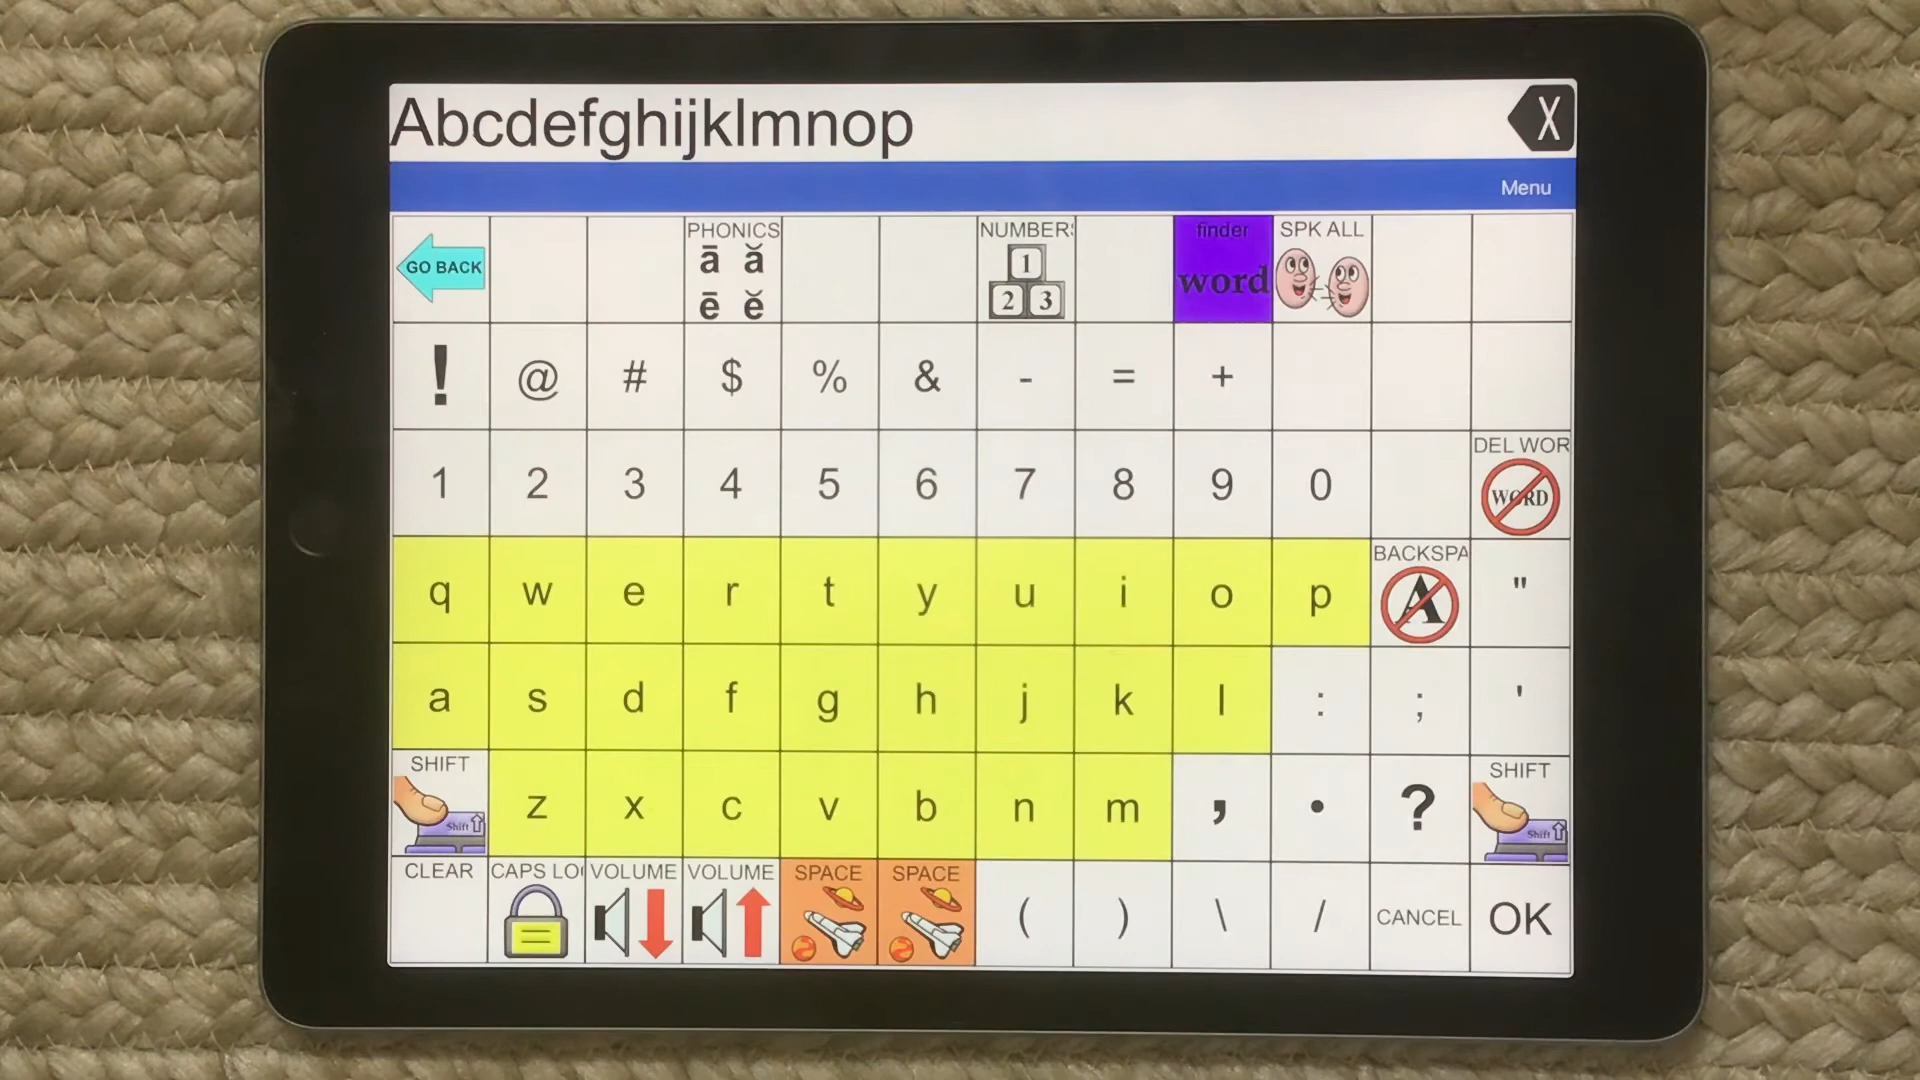 Abcdefghijklmnop X
Menu
GO BACK PHONICS ā ă ē ĕ NUMBERS 1 2 3 finder word SPK ALL
! @ # $ % & - = +
1 2 3 4 5 6 7 8 9 0 DEL WOR WORD
q w e r t y u i o p BACKSPA A "
a s d f g h j k l : ; '
SHIFT Shift z x c v b n m , . ? SHIFT Shift
CLEAR CAPS LO VOLUME VOLUME SPACE SPACE ( ) \ / CANCEL OK